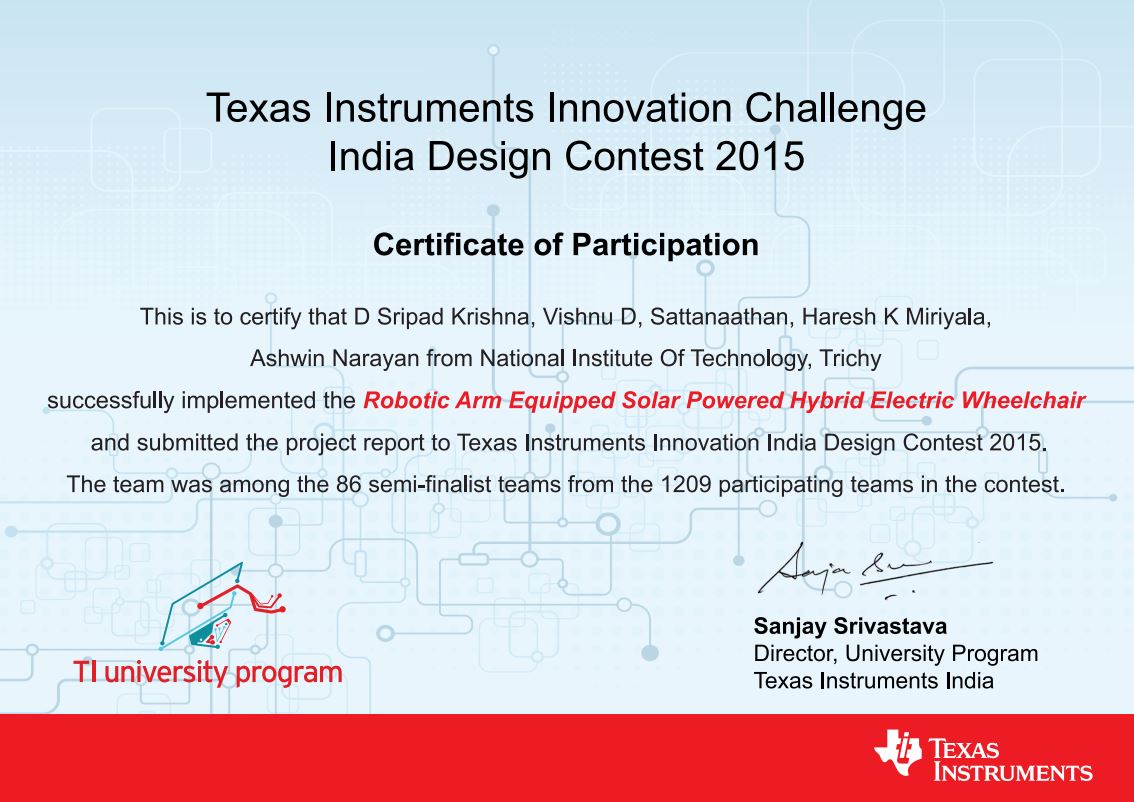 Texas Instruments Innovation Challenge
India Design Contest 2015
Certificate of Participation
This is to certify that D Sripad Krishna, Vishnu D, Sattanaathan, Haresh K Miriyala,
Ashwin Narayan from National Institute Of Technology, Trichy
successfully implemented the Robotic Arm Equipped Solar Powered Hybrid Electric Wheelchair
and submitted the project report to Texas Instruments Innovation India Design Contest 2015.
The team was among the 86 semi-finalist teams from the 1209 participating teams in the contest.
TI university program
Sanjay Srivastava
Director, University Program
Texas Instruments India
TEXAS
INSTRUMENTS